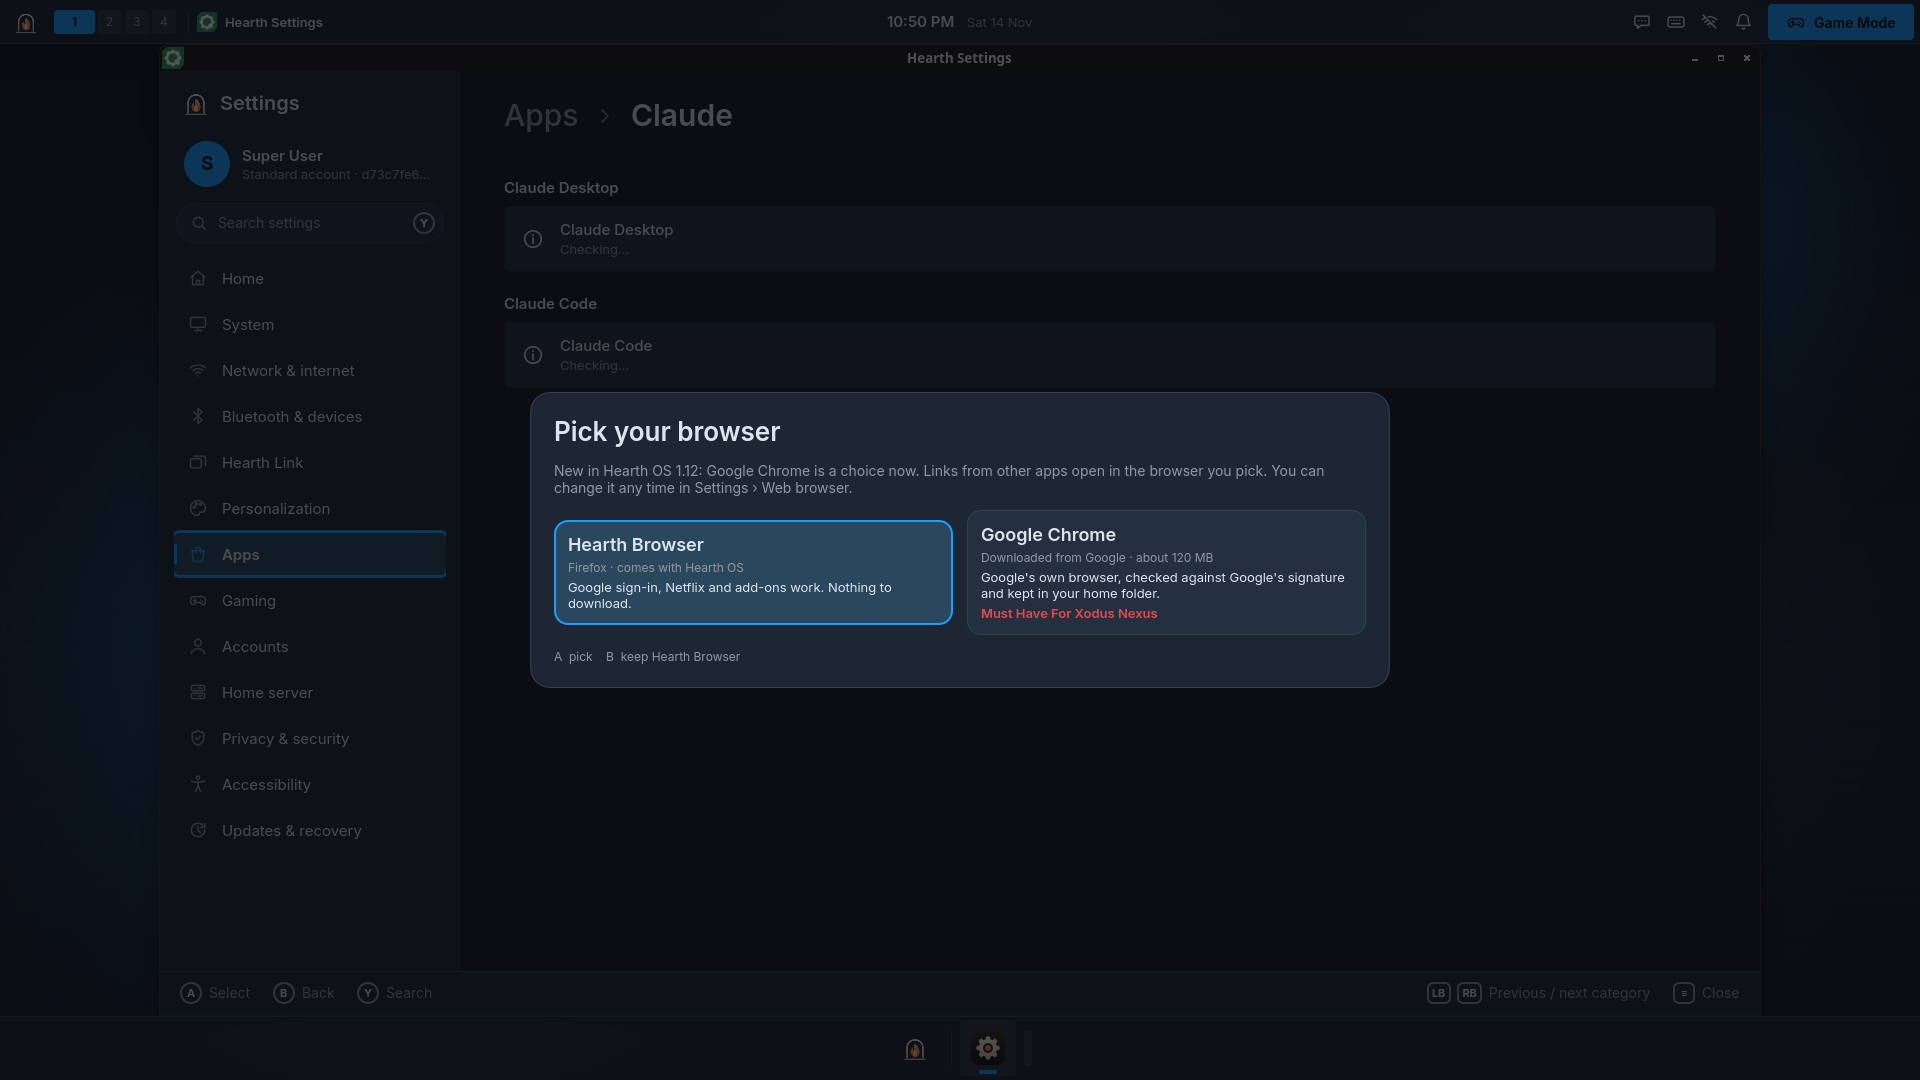 1 2 3 4 Hearth Settings
10:50 PM Sat 14 Nov
Game Mode
Hearth Settings
Settings
S
Super User
Standard account · d73c7fe6...
Search settings Y
Home
System
Network & internet
Bluetooth & devices
Hearth Link
Personalization
Apps
Gaming
Accounts
Home server
Privacy & security
Accessibility
Updates & recovery
Apps › Claude
Claude Desktop
Claude Desktop
Checking...
Claude Code
Claude Code
Checking...
Pick your browser
New in Hearth OS 1.12: Google Chrome is a choice now. Links from other apps open in the browser you pick. You can
change it any time in Settings › Web browser.
Hearth Browser
Firefox · comes with Hearth OS
Google sign-in, Netflix and add-ons work. Nothing to
download.
Google Chrome
Downloaded from Google · about 120 MB
Google's own browser, checked against Google's signature
and kept in your home folder.
Must Have For Xodus Nexus
A pick B keep Hearth Browser
A Select B Back Y Search
LB RB Previous / next category ≡ Close